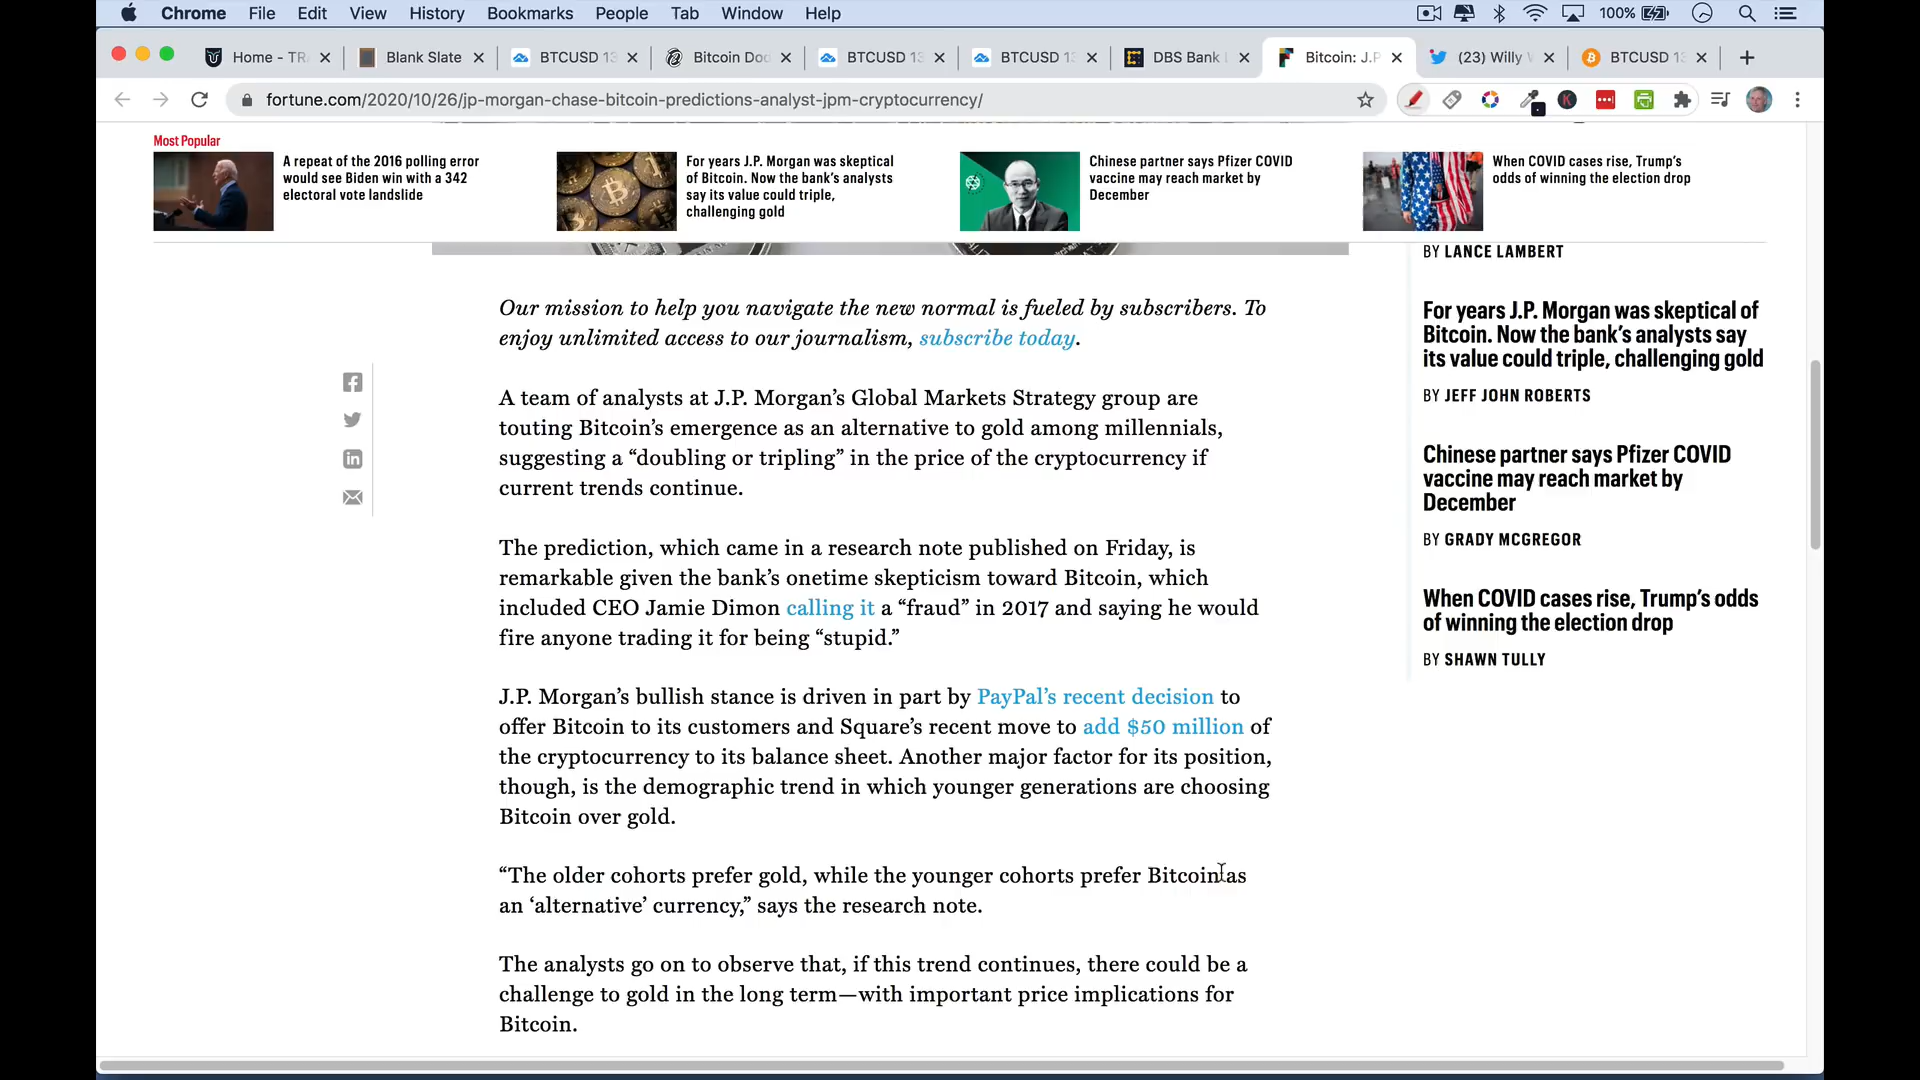 Chrome File Edit View History Bookmarks People Tab Window Help 100%
Home - TR
Blank Slate
BTCUSD 13
Bitcoin Doo
BTCUSD 13
BTCUSD 13
DBS Bank
Bitcoin: J.P
(23) Willy
BTCUSD 13
fortune.com/2020/10/26/jp-morgan-chase-bitcoin-predictions-analyst-jpm-cryptocurrency/
Most Popular
A repeat of the 2016 polling error
would see Biden win with a 342
electoral vote landslide
For years J.P. Morgan was skeptical
of Bitcoin. Now the bank's analysts
say its value could triple,
challenging gold
Chinese partner says Pfizer COVID
vaccine may reach market by
December
When COVID cases rise, Trump's
odds of winning the election drop
Our mission to help you navigate the new normal is fueled by subscribers. To
enjoy unlimited access to our journalism, subscribe today.
A team of analysts at J.P. Morgan's Global Markets Strategy group are
touting Bitcoin's emergence as an alternative to gold among millennials,
suggesting a “doubling or tripling” in the price of the cryptocurrency if
current trends continue.
The prediction, which came in a research note published on Friday, is
remarkable given the bank's onetime skepticism toward Bitcoin, which
included CEO Jamie Dimon calling it a “fraud” in 2017 and saying he would
fire anyone trading it for being “stupid.”
J.P. Morgan's bullish stance is driven in part by PayPal's recent decision to
offer Bitcoin to its customers and Square's recent move to add $50 million of
the cryptocurrency to its balance sheet. Another major factor for its position,
though, is the demographic trend in which younger generations are choosing
Bitcoin over gold.
“The older cohorts prefer gold, while the younger cohorts prefer Bitcoin as
an ‘alternative’ currency,” says the research note.
The analysts go on to observe that, if this trend continues, there could be a
challenge to gold in the long term—with important price implications for
Bitcoin.
BY LANCE LAMBERT
For years J.P. Morgan was skeptical of
Bitcoin. Now the bank's analysts say
its value could triple, challenging gold
BY JEFF JOHN ROBERTS
Chinese partner says Pfizer COVID
vaccine may reach market by
December
BY GRADY MCGREGOR
When COVID cases rise, Trump's odds
of winning the election drop
BY SHAWN TULLY